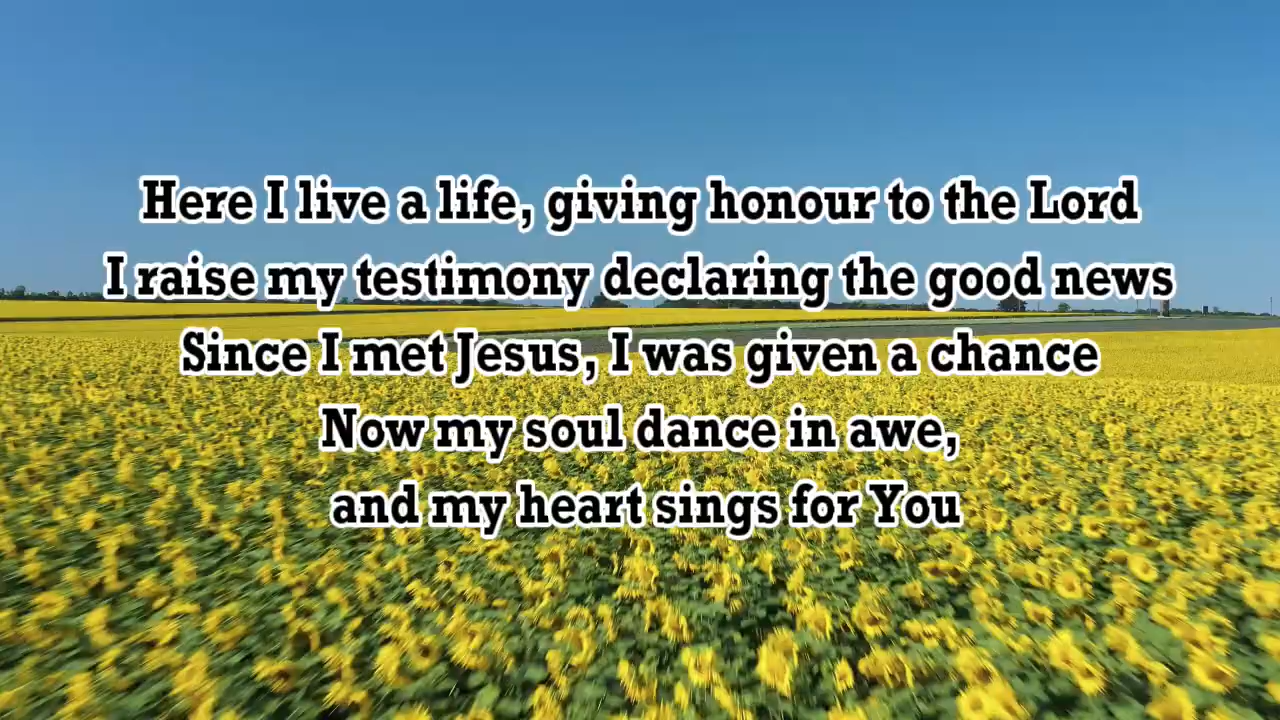 Here I live a life, giving honour to the Lord
I raise my testimony declaring the good news
Since I met Jesus, I was given a chance
Now my soul dance in awe,
and my heart sings for You